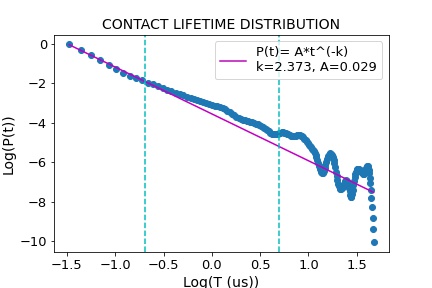 CONTACT LIFETIME DISTRIBUTION
P(t)= A*t^(-k)
k=2.373, A=0.029
Log(P(t))
0
−2
−4
−6
−8
−10
−1.5 −1.0 −0.5 0.0 0.5 1.0 1.5
Log(T (us))